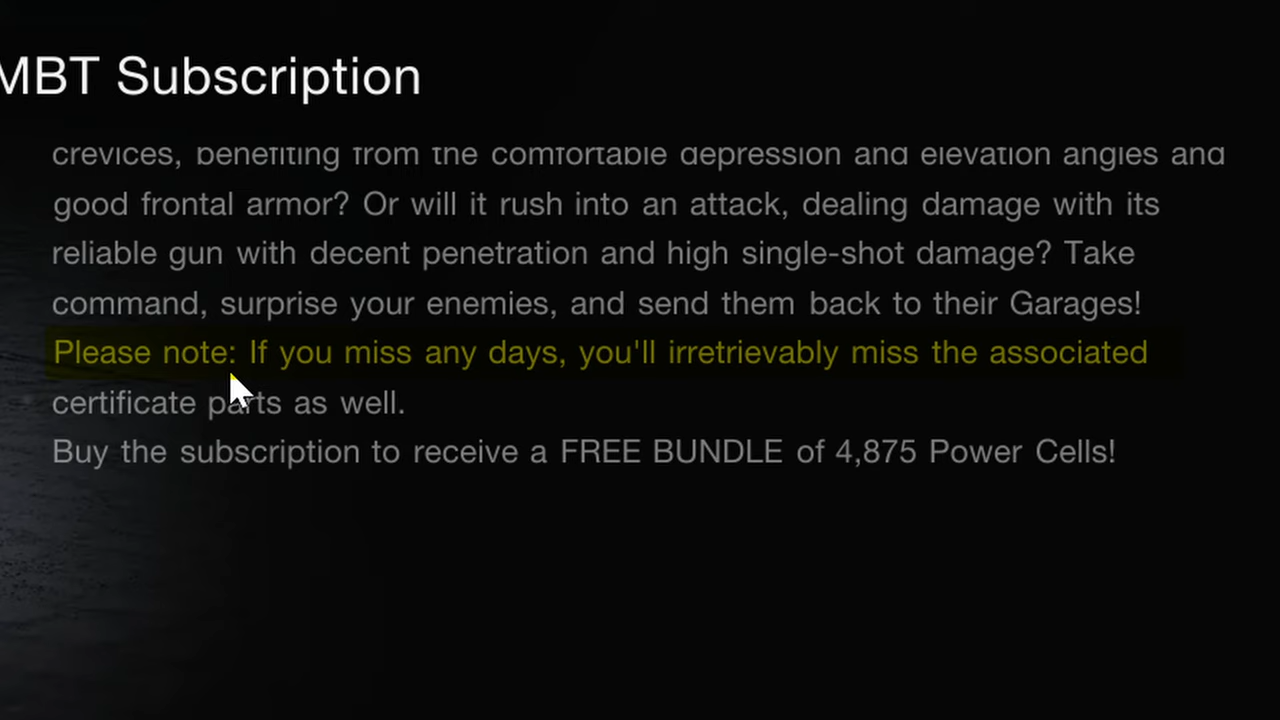 MBT Subscription
crevices, benefiting from the comfortable depression and elevation angles and
good frontal armor? Or will it rush into an attack, dealing damage with its
reliable gun with decent penetration and high single-shot damage? Take
command, surprise your enemies, and send them back to their Garages!
Please note: If you miss any days, you'll irretrievably miss the associated
certificate parts as well.
Buy the subscription to receive a FREE BUNDLE of 4,875 Power Cells!